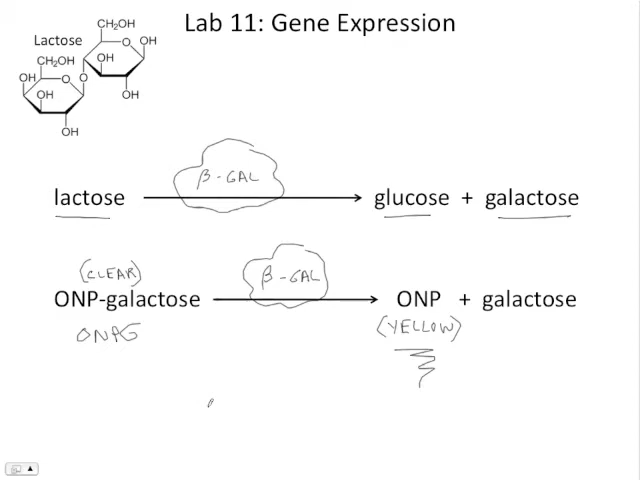 Lab 11: Gene Expression
Lactose
CH₂OH
O
OH
OH
OH
CH₂OH
OH
O
O
OH
OH
β-GAL
lactose
glucose + galactose
(CLEAR)
β-GAL
ONP-galactose
ONP + galactose
ONPG
(YELLOW)